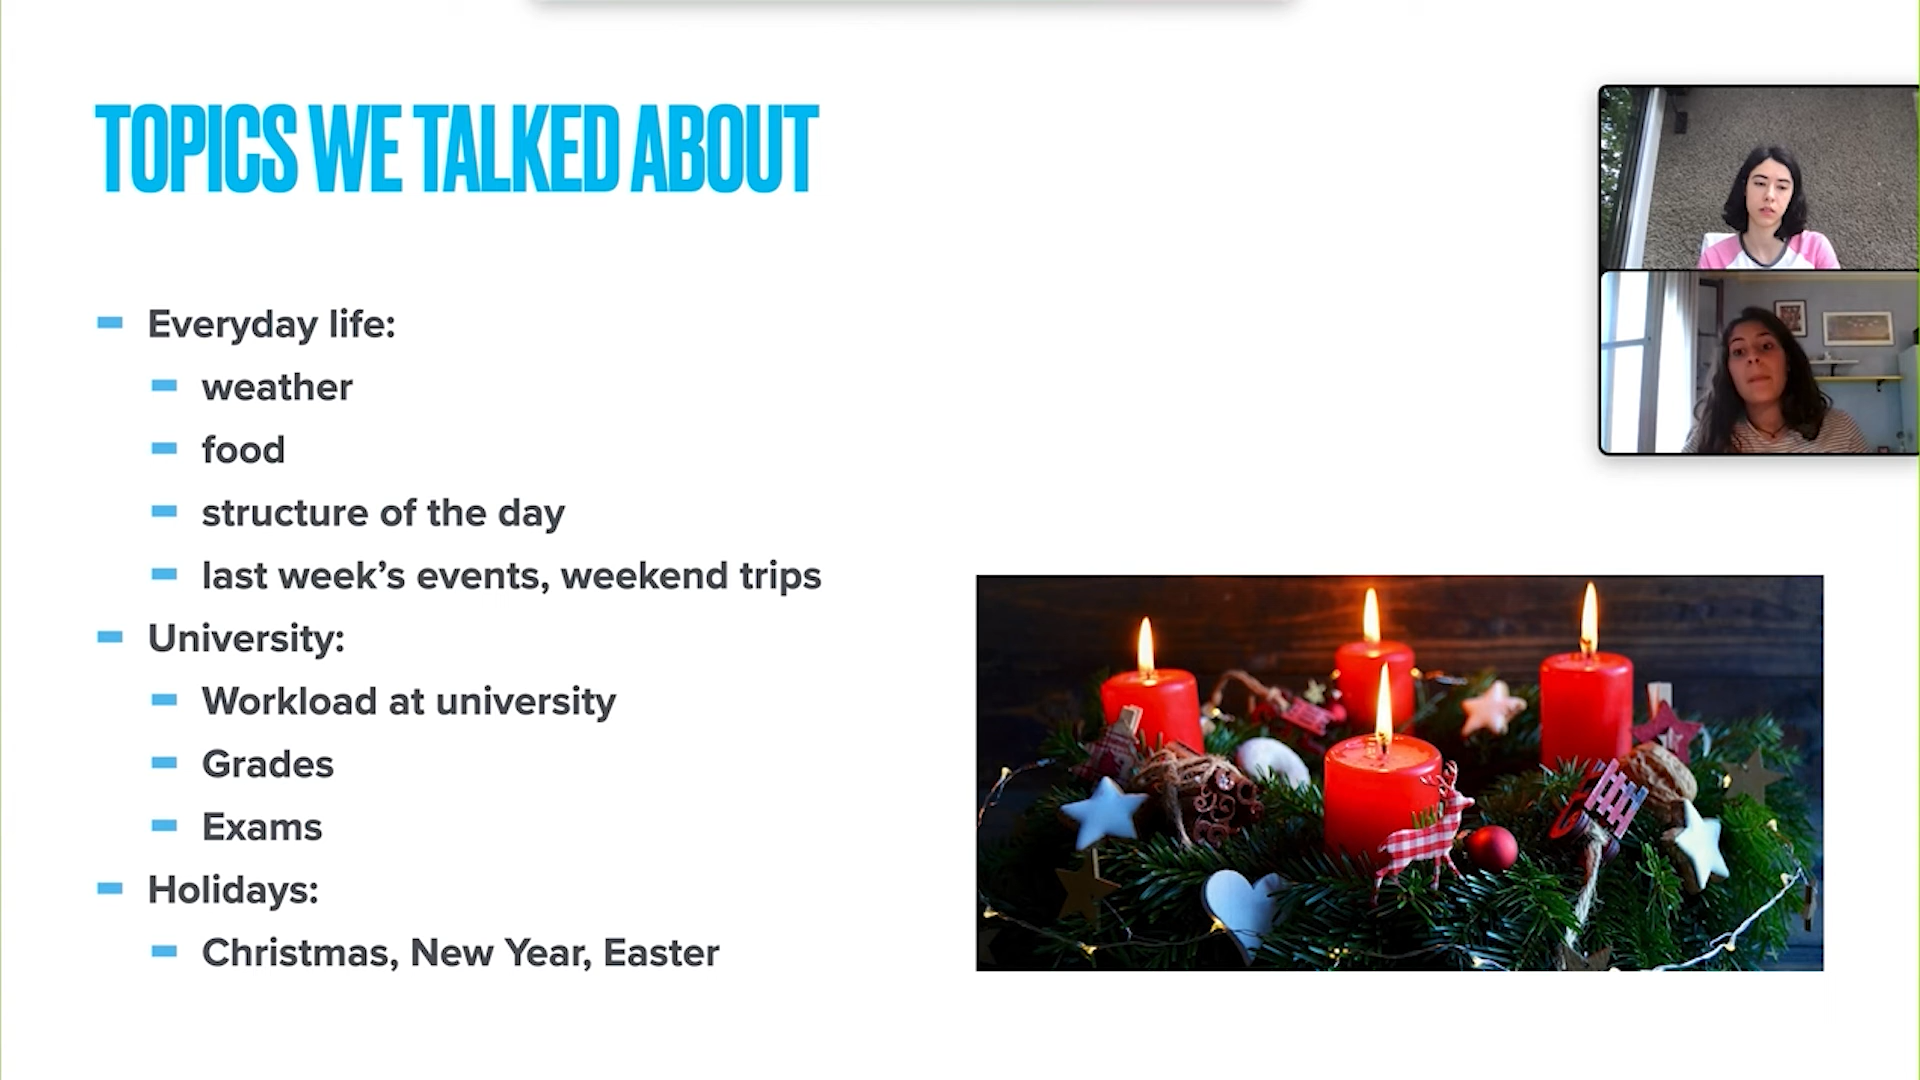 TOPICS WE TALKED ABOUT
Everyday life:
weather
food
structure of the day
last week’s events, weekend trips
University:
Workload at university
Grades
Exams
Holidays:
Christmas, New Year, Easter